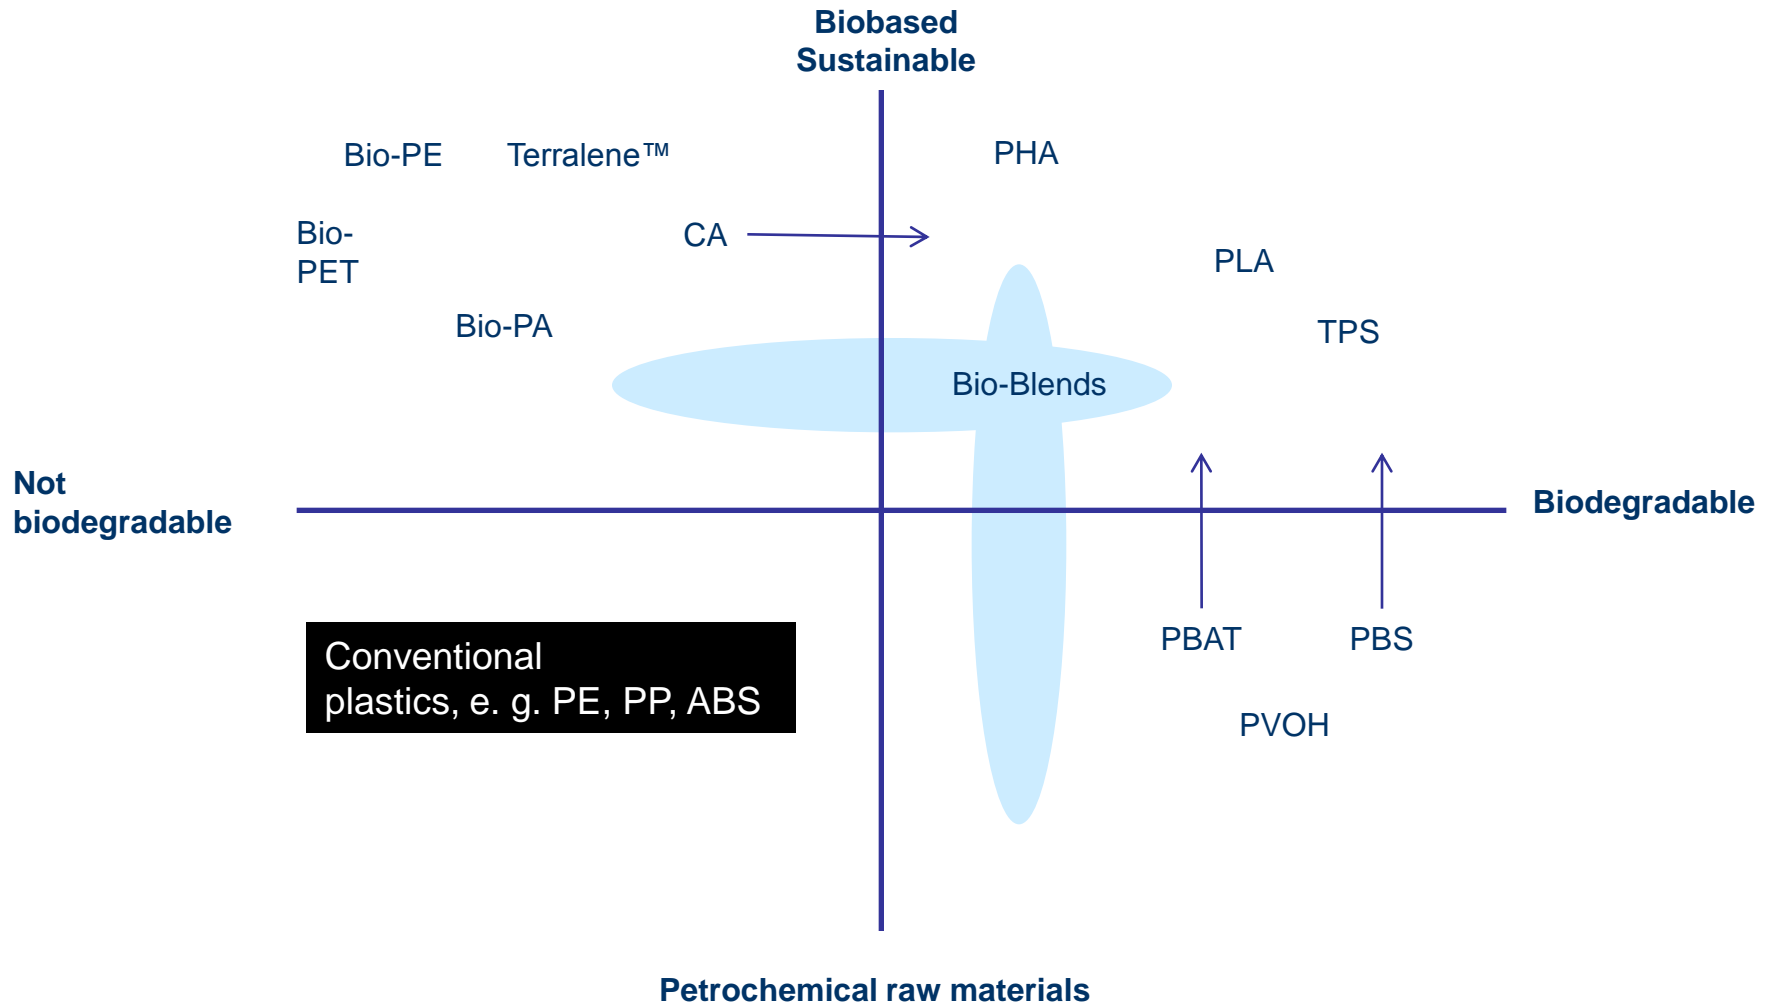 Biobased
Sustainable
Bio-PE
Terralene™
PHA
Bio-
PET
CA
PLA
Bio-PA
TPS
Bio-Blends
Not
biodegradable
Biodegradable
Conventional
plastics, e. g. PE, PP, ABS
PBAT
PBS
PVOH
Petrochemical raw materials